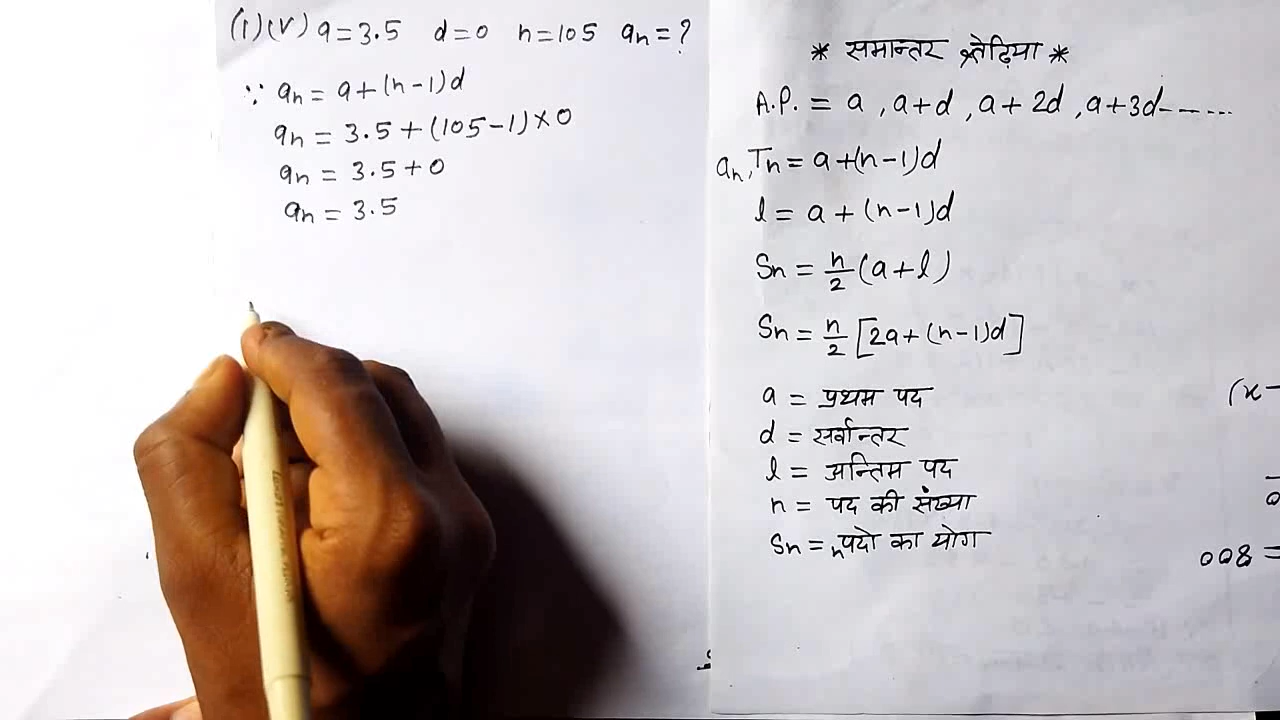 (1)(V) a = 3.5 d = 0 n = 105 an = ?
∵ an = a + (n-1)d
an = 3.5 + (105-1) × 0
an = 3.5 + 0
an = 3.5
* समान्तर श्रेढ़िया *
A.P. = a, a+d, a+2d, a+3d------
an, Tn = a+(n-1)d
l = a + (n-1)d
Sn = n/2 (a+l)
Sn = n/2 [2a+(n-1)d]
a = प्रथम पद
d = सर्वान्तर
l = अन्तिम पद
n = पद की संख्या
Sn = n पदो का योग
(x-
008 =